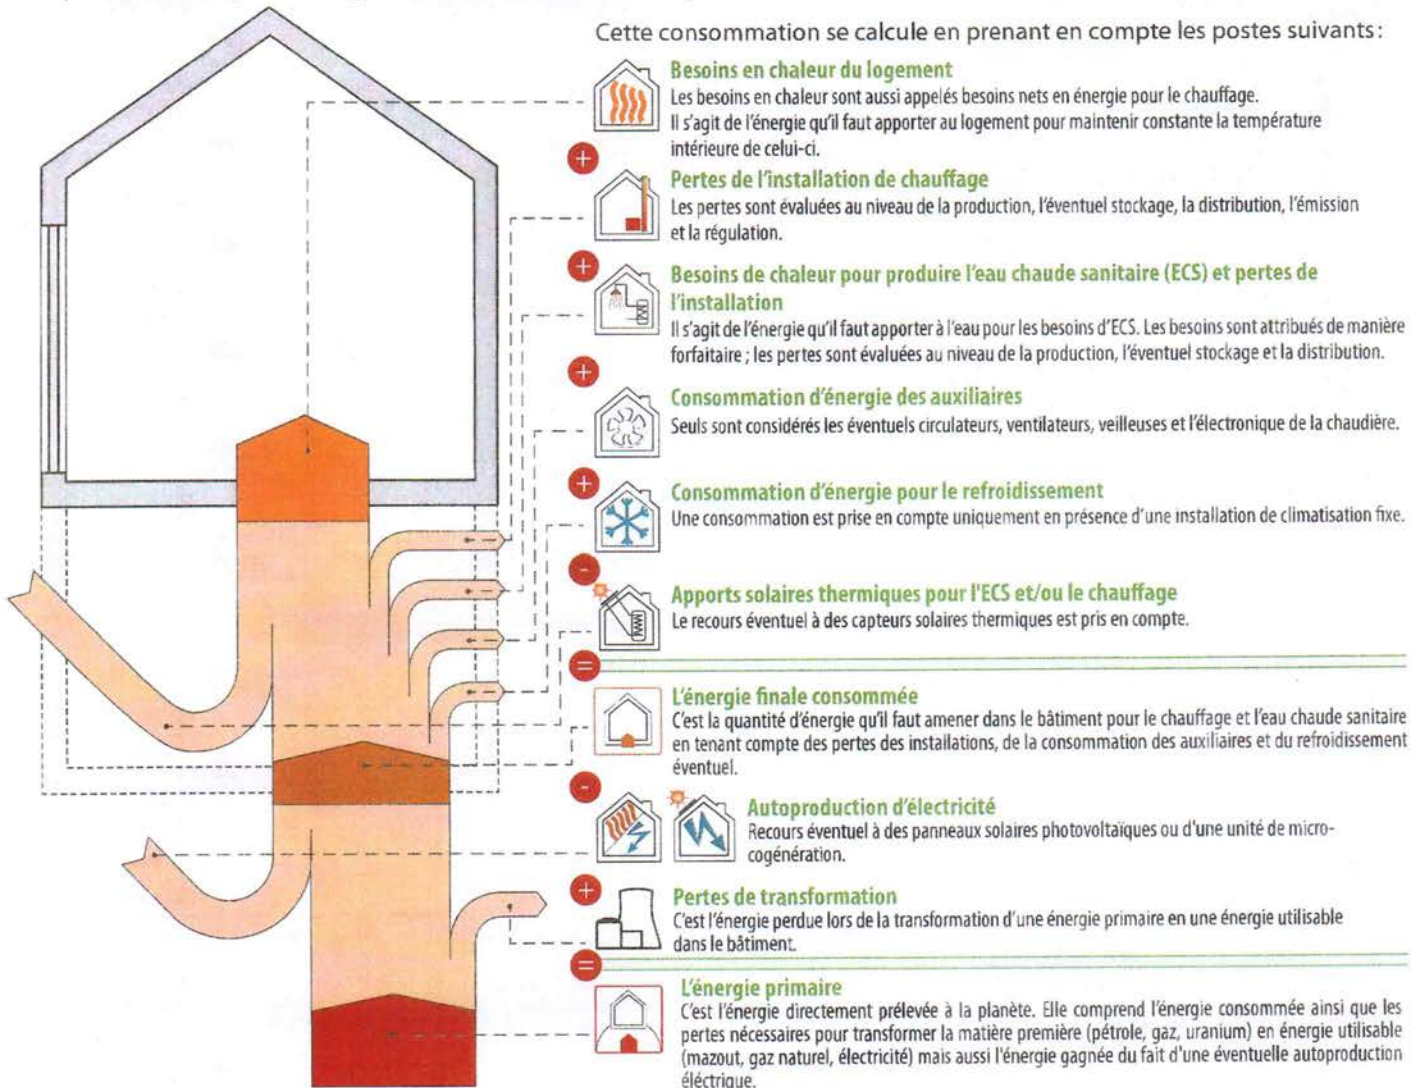 Cette consommation se calcule en prenant en compte les postes suivants :
Besoins en chaleur du logement
Les besoins en chaleur sont aussi appelés besoins nets en énergie pour le chauffage.
Il s'agit de l'énergie qu'il faut apporter au logement pour maintenir constante la température
intérieure de celui-ci.
+
Pertes de l'installation de chauffage
Les pertes sont évaluées au niveau de la production, l'éventuel stockage, la distribution, l'émission
et la régulation.
+
Besoins de chaleur pour produire l'eau chaude sanitaire (ECS) et pertes de
l'installation
Il s'agit de l'énergie qu'il faut apporter à l'eau pour les besoins d'ECS. Les besoins sont attribués de manière
forfaitaire ; les pertes sont évaluées au niveau de la production, l'éventuel stockage et la distribution.
+
Consommation d'énergie des auxiliaires
Seuls sont considérés les éventuels circulateurs, ventilateurs, veilleuses et l'électronique de la chaudière.
+
Consommation d'énergie pour le refroidissement
Une consommation est prise en compte uniquement en présence d'une installation de climatisation fixe.
-
Apports solaires thermiques pour l'ECS et/ou le chauffage
Le recours éventuel à des capteurs solaires thermiques est pris en compte.
=
L'énergie finale consommée
C'est la quantité d'énergie qu'il faut amener dans le bâtiment pour le chauffage et l'eau chaude sanitaire
en tenant compte des pertes des installations, de la consommation des auxiliaires et du refroidissement
éventuel.
-
Autoproduction d'électricité
Recours éventuel à des panneaux solaires photovoltaïques ou d'une unité de micro-
cogénération.
+
Pertes de transformation
C'est l'énergie perdue lors de la transformation d'une énergie primaire en une énergie utilisable
dans le bâtiment.
=
L'énergie primaire
C'est l'énergie directement prélevée à la planète. Elle comprend l'énergie consommée ainsi que les
pertes nécessaires pour transformer la matière première (pétrole, gaz, uranium) en énergie utilisable
(mazout, gaz naturel, électricité) mais aussi l'énergie gagnée du fait d'une éventuelle autoproduction
éléctrique.